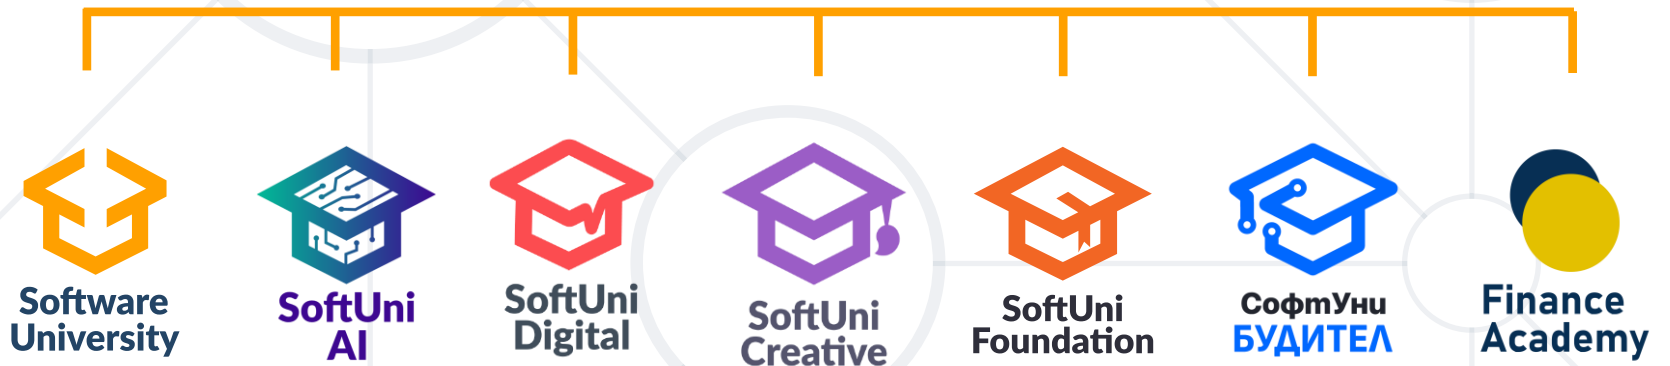 Software
University
SoftUni
AI
SoftUni
Digital
SoftUni
Creative
SoftUni
Foundation
СофтУни
БУДИТЕЛ
Finance
Academy